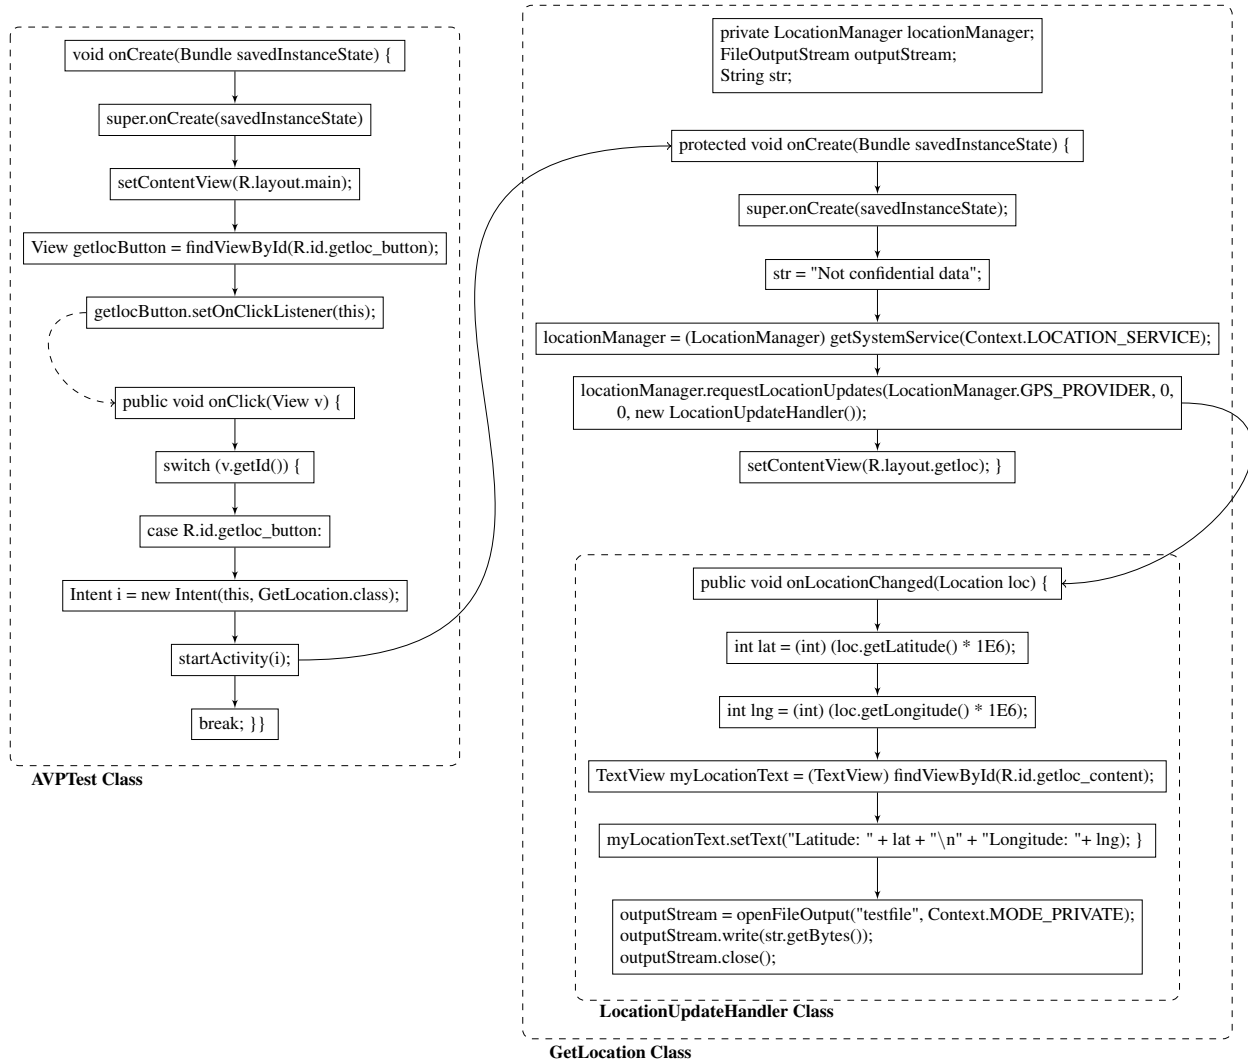 void onCreate(Bundle savedInstanceState) {
super.onCreate(savedInstanceState)
setContentView(R.layout.main);
View getlocButton = findViewById(R.id.getloc_button);
getlocButton.setOnClickListener(this);
public void onClick(View v) {
switch (v.getId()) {
case R.id.getloc_button:
Intent i = new Intent(this, GetLocation.class);
startActivity(i);
break; }}
AVPTest Class
private LocationManager locationManager;
FileOutputStream outputStream;
String str;
protected void onCreate(Bundle savedInstanceState) {
super.onCreate(savedInstanceState);
str = "Not confidential data";
locationManager = (LocationManager) getSystemService(Context.LOCATION_SERVICE);
locationManager.requestLocationUpdates(LocationManager.GPS_PROVIDER, 0,
0, new LocationUpdateHandler());
setContentView(R.layout.getloc); }
public void onLocationChanged(Location loc) {
int lat = (int) (loc.getLatitude() * 1E6);
int lng = (int) (loc.getLongitude() * 1E6);
TextView myLocationText = (TextView) findViewById(R.id.getloc_content);
myLocationText.setText("Latitude: " + lat + "\n" + "Longitude: "+ lng); }
outputStream = openFileOutput("testfile", Context.MODE_PRIVATE);
outputStream.write(str.getBytes());
outputStream.close();
LocationUpdateHandler Class
GetLocation Class